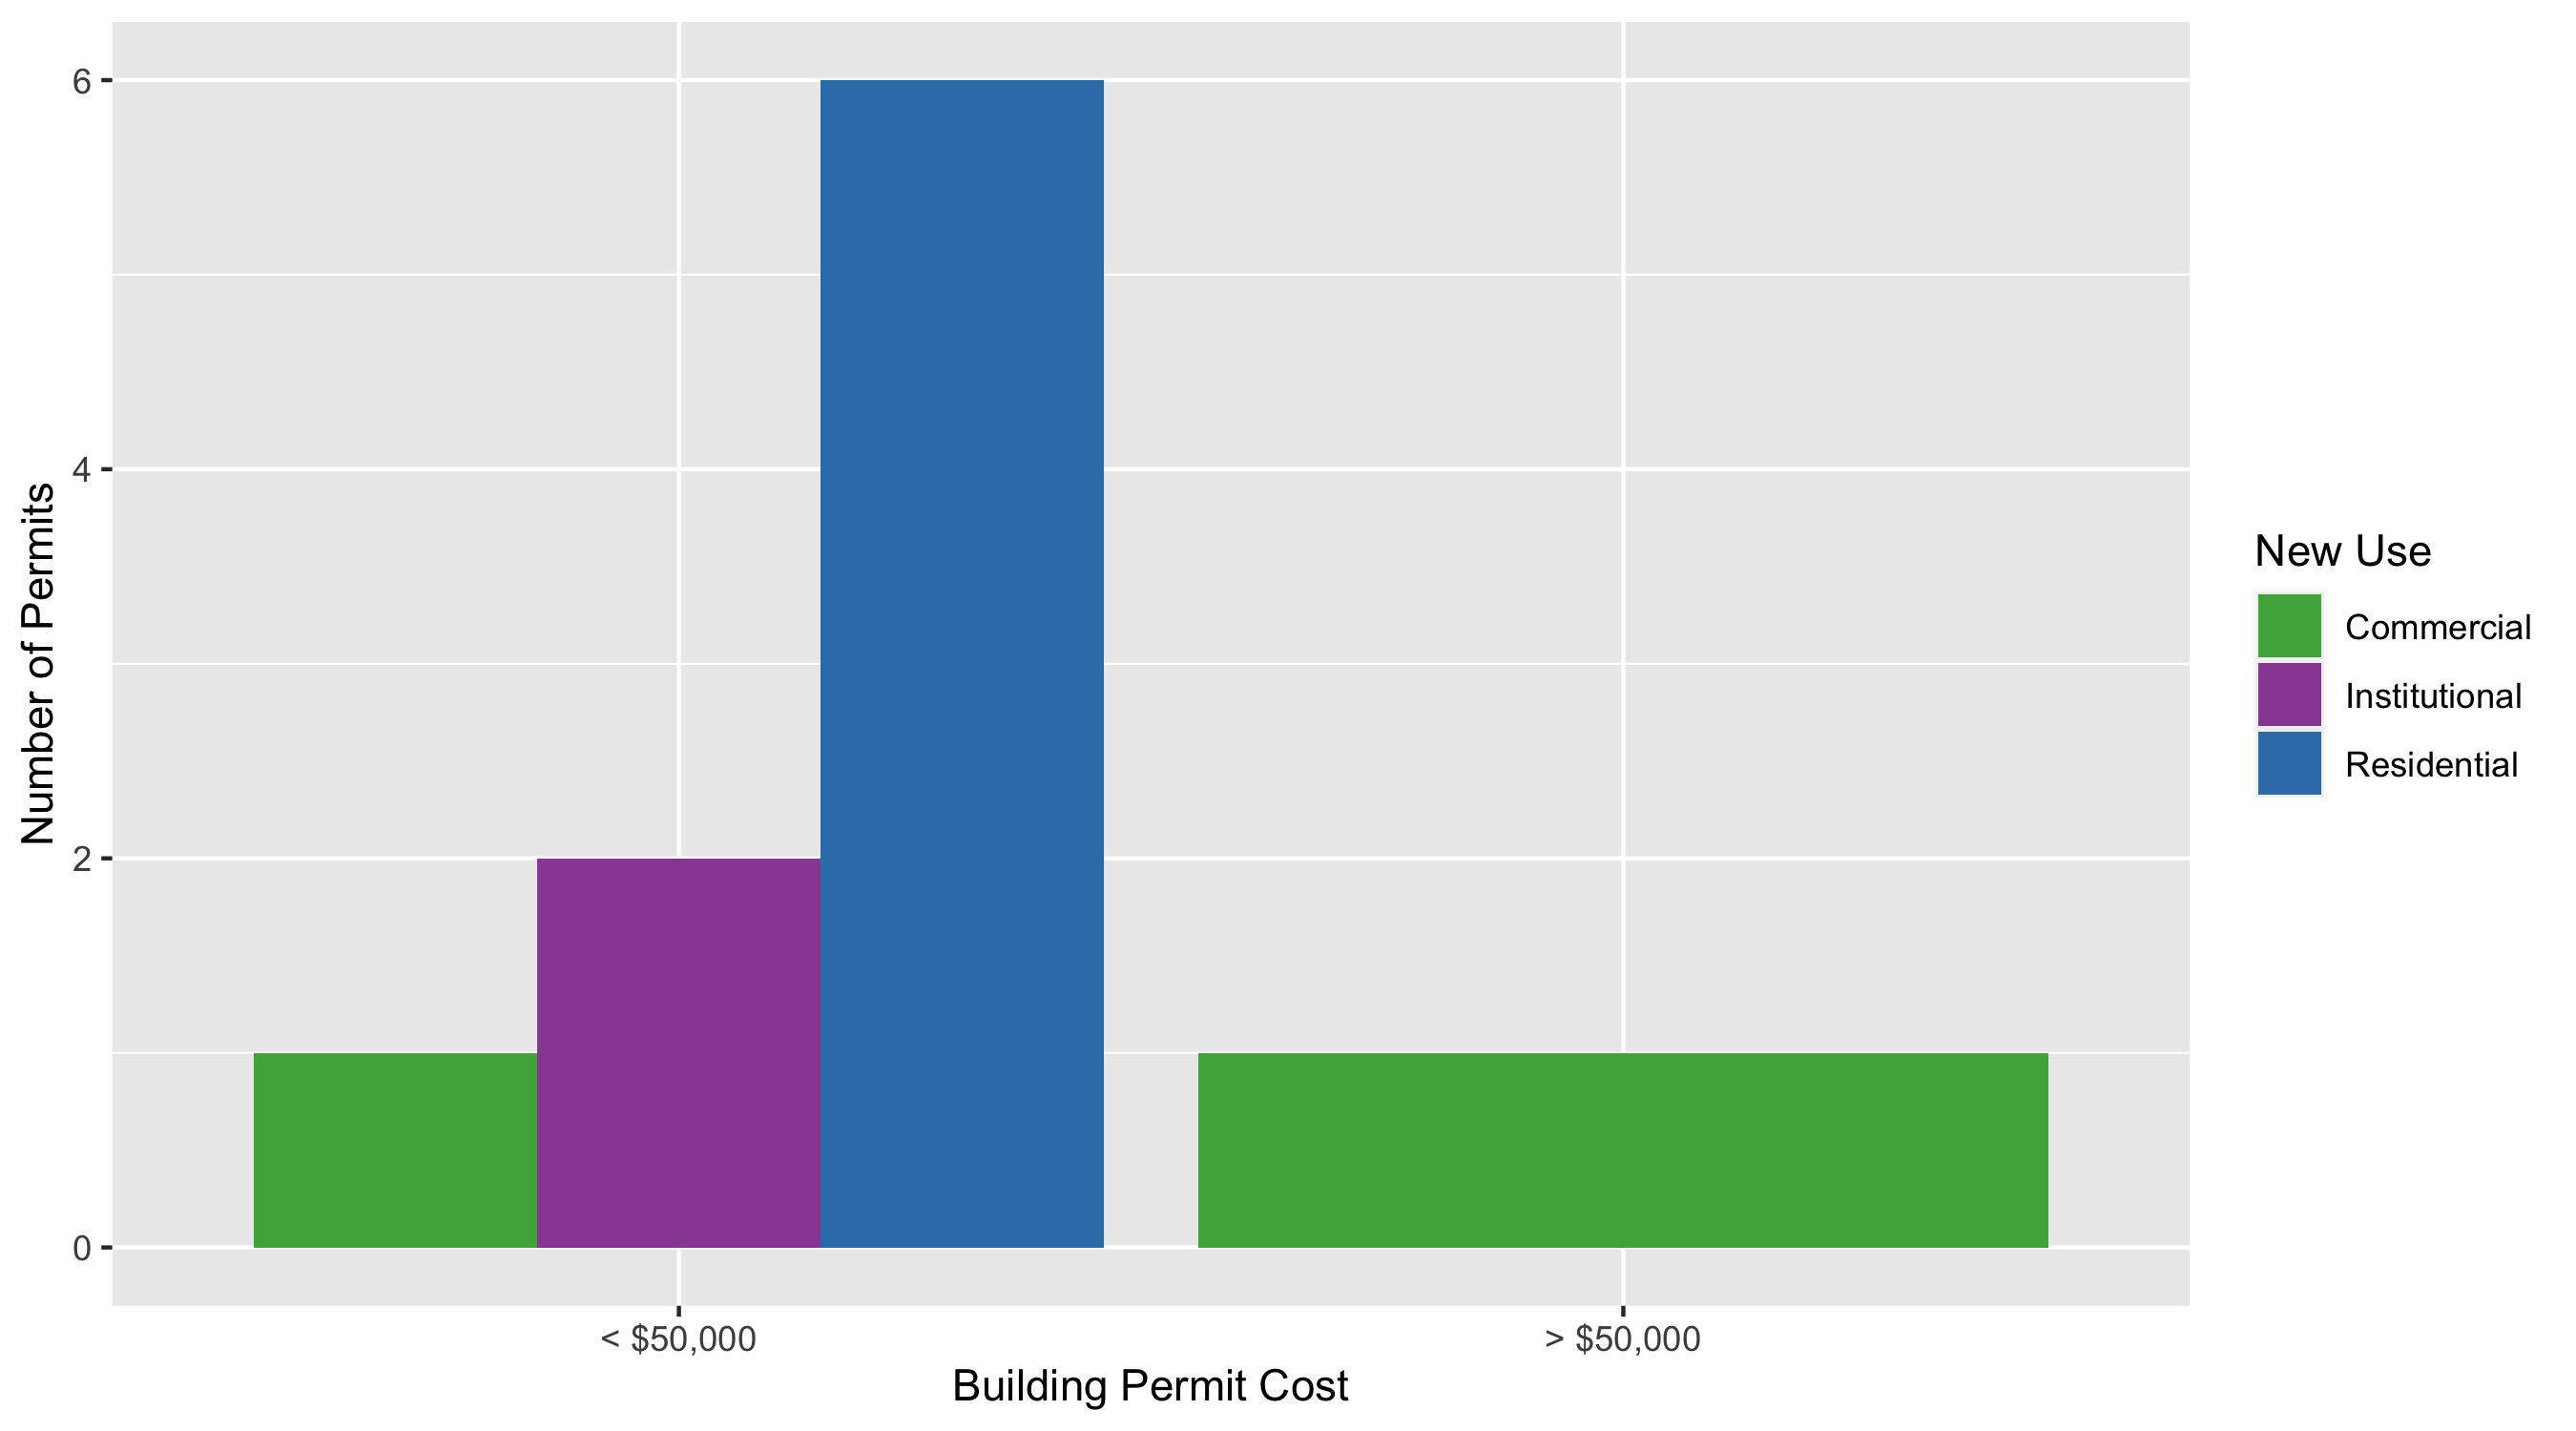 6
4
2
0
Number of Permits
< $50,000
> $50,000
Building Permit Cost
New Use
Commercial
Institutional
Residential